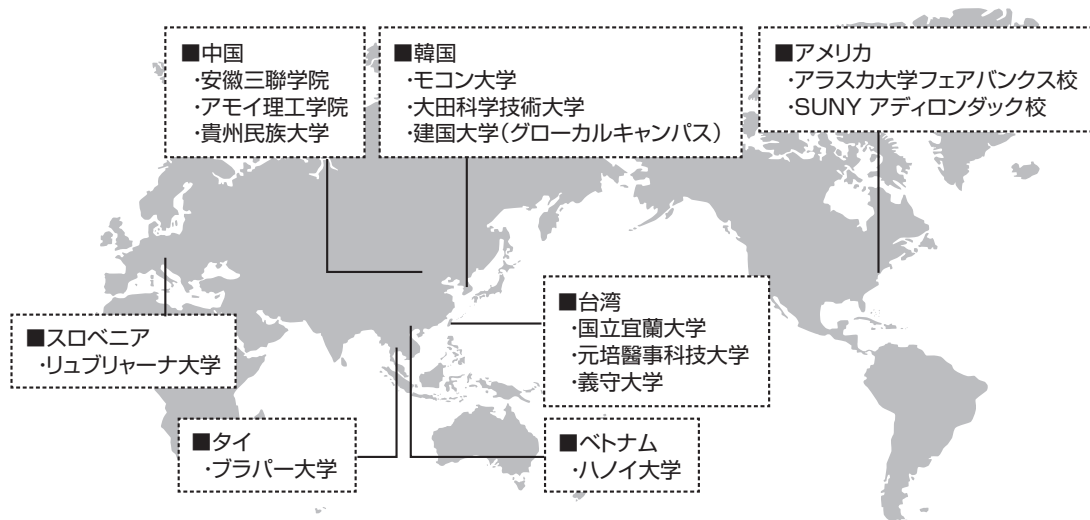 ■中国
・安徽三聯学院
・アモイ理工学院
・貴州民族大学
■韓国
・モコン大学
・大田科学技術大学
・建国大学(グローカルキャンパス)
■アメリカ
・アラスカ大学フェアバンクス校
・SUNY アディロンダック校
■スロベニア
・リュブリャーナ大学
■台湾
・国立宜蘭大学
・元培醫事科技大学
・義守大学
■タイ
・ブラパー大学
■ベトナム
・ハノイ大学